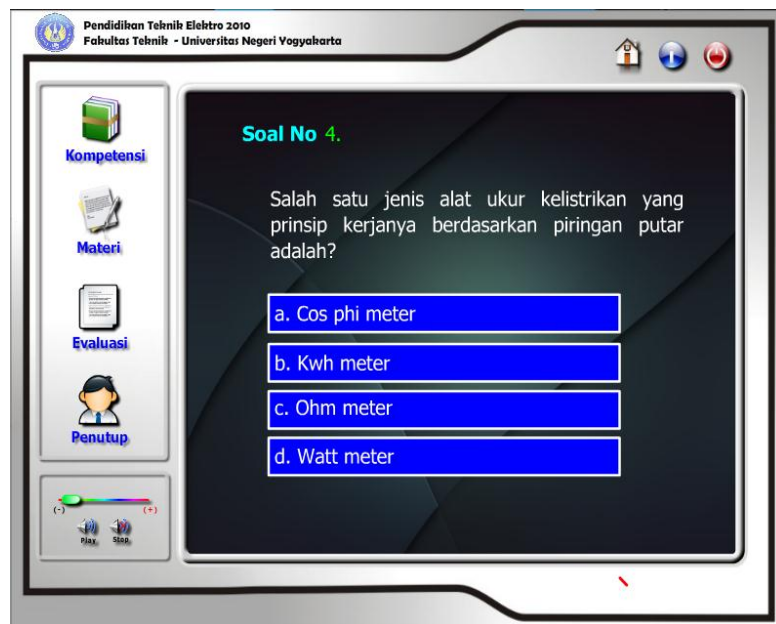 Pendidikan Teknik Elektro 2010
Fakultas Teknik - Universitas Negeri Yogyakarta
Kompetensi
Materi
Evaluasi
Penutup
(-)
(+)
Play
Stop
Soal No 4.
Salah satu jenis alat ukur kelistrikan yang
prinsip kerjanya berdasarkan piringan putar
adalah?
a. Cos phi meter
b. Kwh meter
c. Ohm meter
d. Watt meter